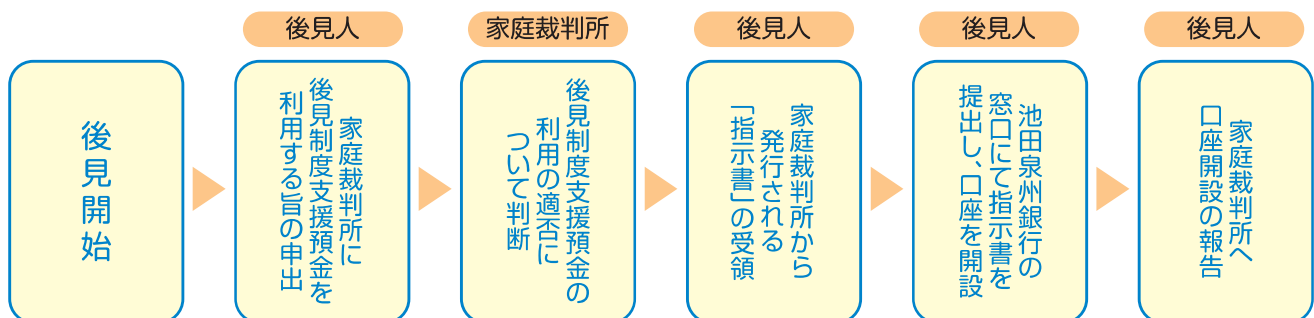 後見開始
後見人
家庭裁判所に
後見制度支援預金を
利用する旨の申出
家庭裁判所
後見制度支援預金の
利用の適否に
ついて判断
後見人
家庭裁判所から
発行される
「指示書」の受領
後見人
池田泉州銀行の
窓口にて指示書を
提出し、口座を開設
後見人
家庭裁判所へ
口座開設の報告